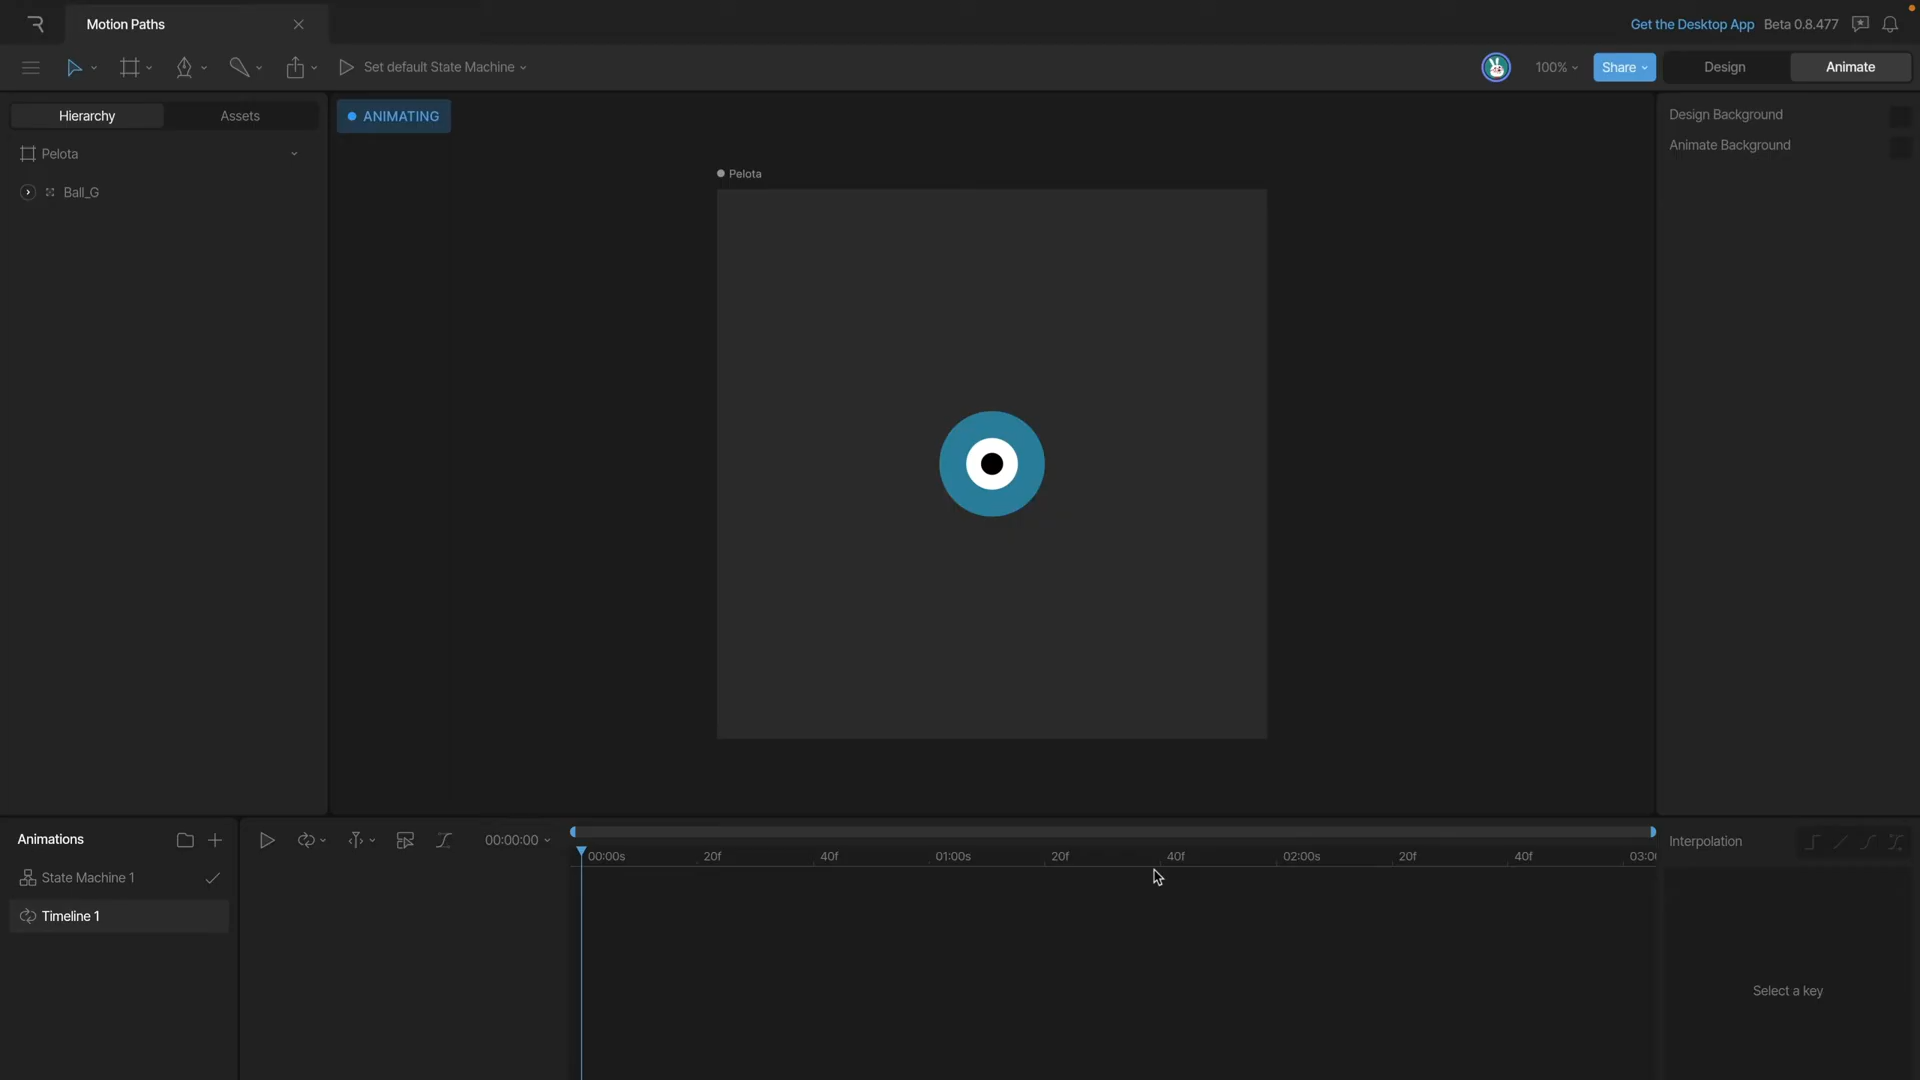 Motion Paths
Get the Desktop App Beta 0.8.477
Set default State Machine
100% Share Design Animate
Hierarchy Assets
ANIMATING
Design Background
Animate Background
Pelota
Ball_G
Pelota
Animations
00:00:00
Interpolation
00:00s 20f 40f 01:00s 20f 40f 02:00s 20f 40f 03:0
State Machine 1
Timeline 1
Select a key